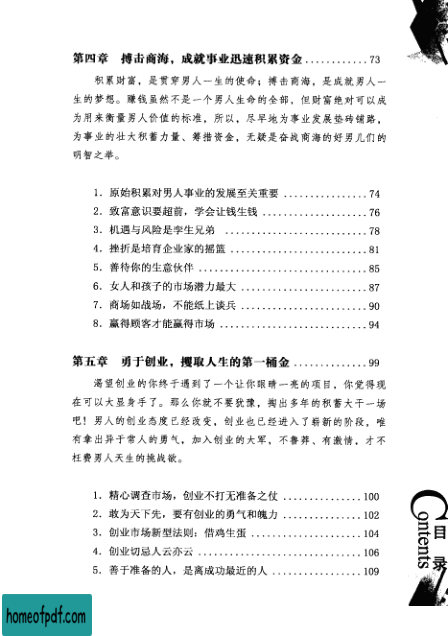 第四章 搏击商海，成就事业迅速积累资金…………73
积累财富，是贯穿男人一生的使命；搏击商海，是成就男人一
生的梦想。赚钱虽然不是一个男人生命的全部，但财富绝对可以成
为用来衡量男人价值的标准，所以，尽早地为事业发展垫砖铺路，
为事业的壮大积蓄力量、筹措资金，无疑是奋战商海的好男儿们的
明智之举。
1．原始积累对男人事业的发展至关重要………………74
2．致富意识要超前，学会让钱生钱………………76
3．机遇与风险是孪生兄弟………………78
4．挫折是培育企业家的摇篮………………81
5．善待你的生意伙伴………………85
6．女人和孩子的市场潜力最大………………87
7．商场如战场，不能纸上谈兵………………90
8．赢得顾客才能赢得市场………………94
第五章 勇于创业，攫取人生的第一桶金…………99
渴望创业的你终于遇到了一个让你眼睛一亮的项目，你觉得现
在可以大显身手了。那么你就不要犹豫，掏出多年的积蓄大干一场
吧！男人的创业态度已经改变，创业也已经进入了崭新的阶段，唯
有拿出异于常人的勇气，加入创业的大军，不鲁莽、有激情，才不
枉费男人天生的挑战欲。
1．精心调查市场，创业不打无准备之仗………………100
2．敢为天下先，要有创业的勇气和魄力………………102
3．创业市场新型法则：借鸡生蛋………………104
4．创业切忌人云亦云………………106
5．善于准备的人，是离成功最近的人………………109
Contents
目录
homeofpdf.com